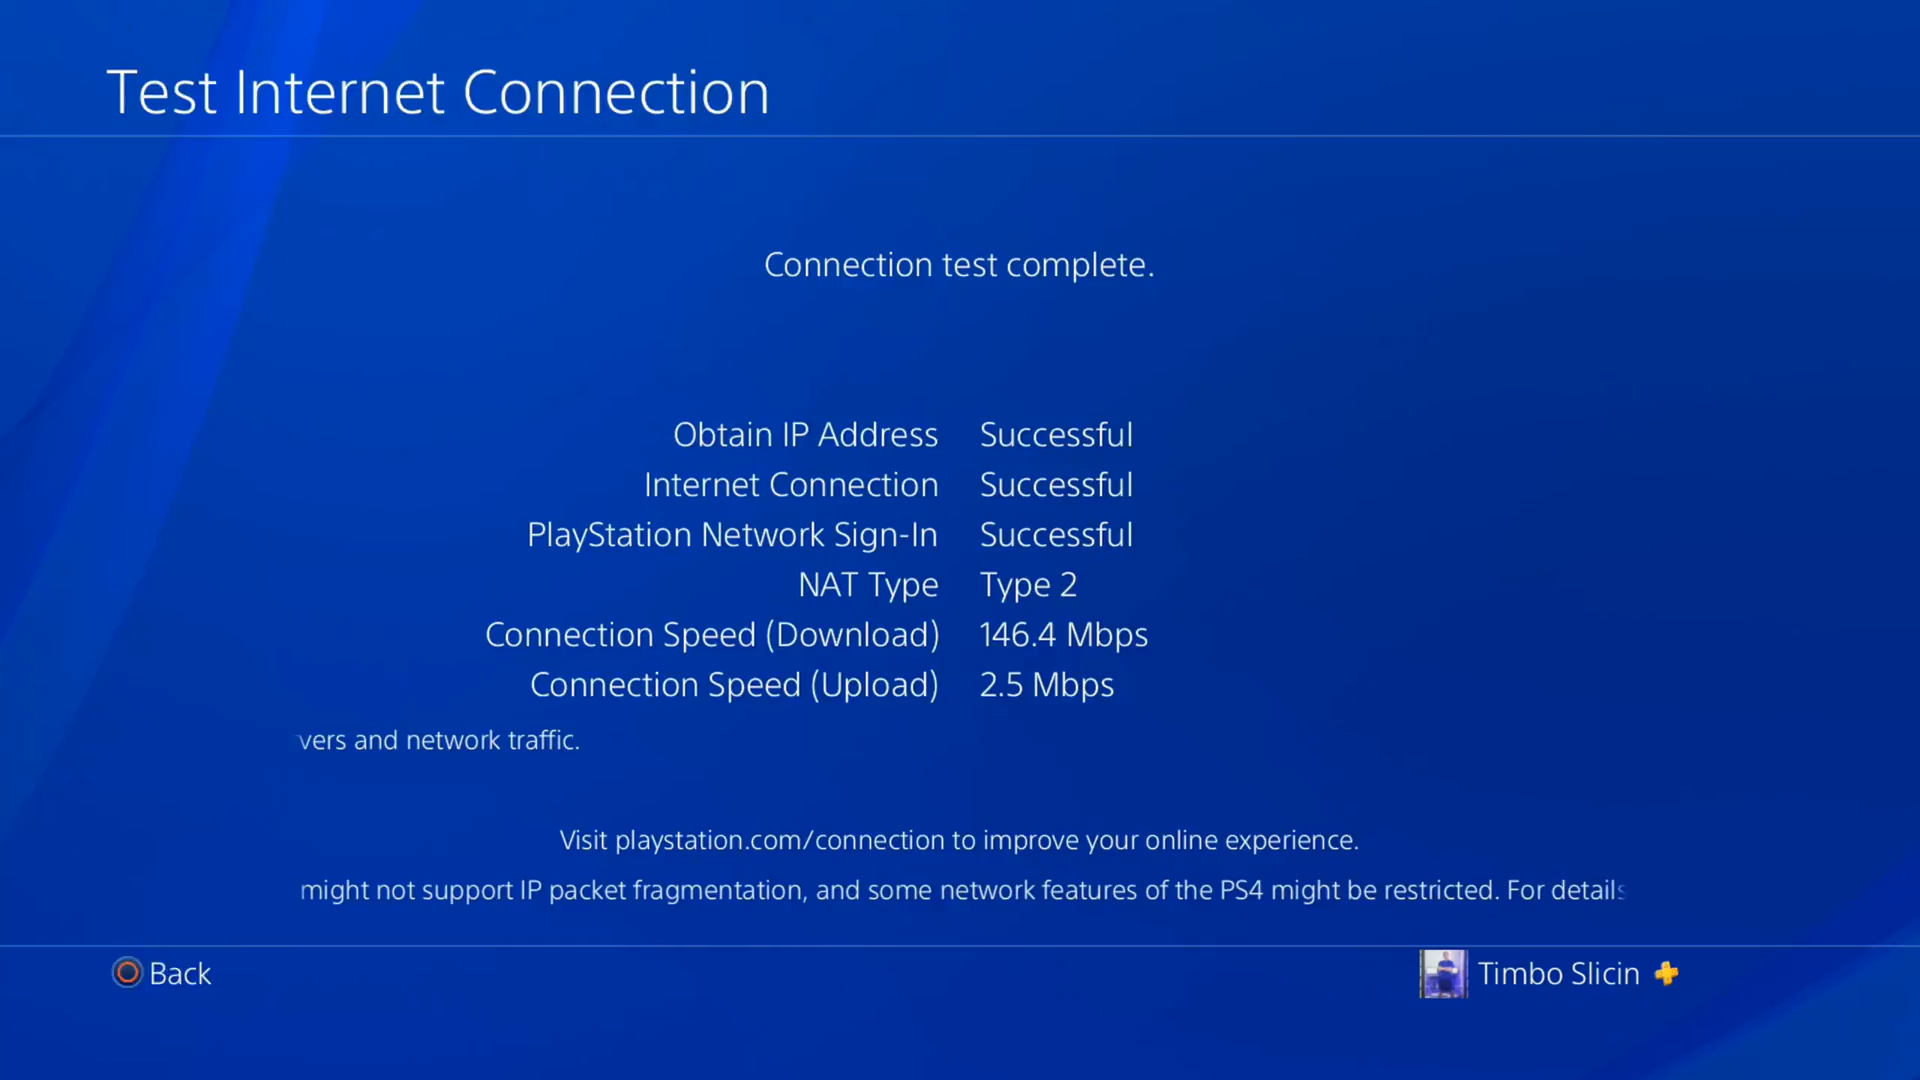 Test Internet Connection
Connection test complete.
Obtain IP Address Successful
Internet Connection Successful
PlayStation Network Sign-In Successful
NAT Type Type 2
Connection Speed (Download) 146.4 Mbps
Connection Speed (Upload) 2.5 Mbps
vers and network traffic.
Visit playstation.com/connection to improve your online experience.
might not support IP packet fragmentation, and some network features of the PS4 might be restricted. For details
Back Timbo Slicin